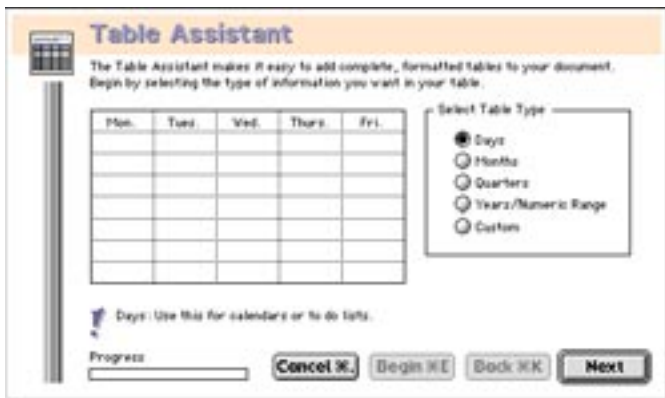 Table Assistant
The Table Assistant makes it easy to add complete, formatted tables to your document.
Begin by selecting the type of information you want in your table.
Select Table Type
Mon. Tues. Wed. Thurs. Fri.
Days
Months
Quarters
Years/Numeric Range
Custom
Days: Use this for calendars or to do lists.
Progress
Cancel ⌘. Begin ⌘E Back ⌘K Next